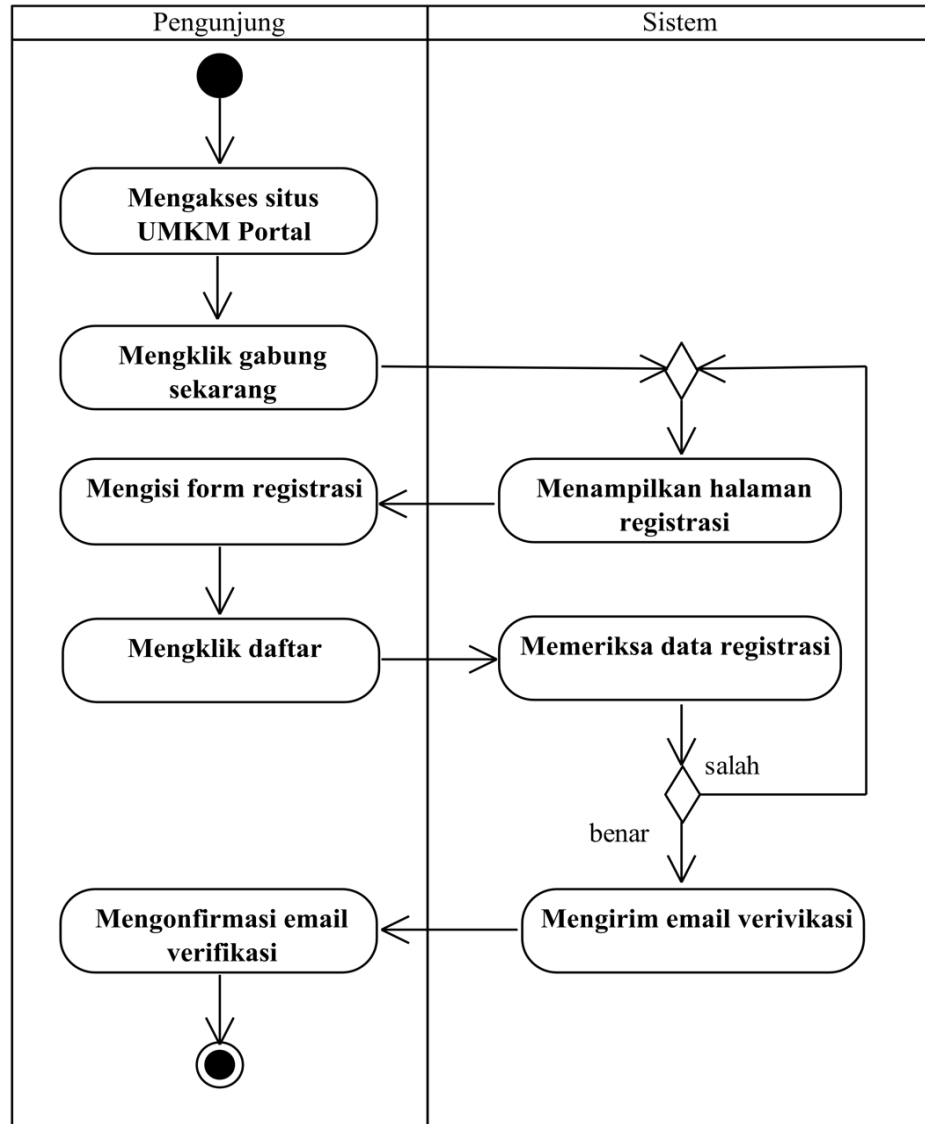 Pengunjung
Sistem
Mengakses situs
UMKM Portal
Mengklik gabung
sekarang
Mengisi form registrasi
Menampilkan halaman
registrasi
Mengklik daftar
Memeriksa data registrasi
salah
benar
Mengonfirmasi email
verifikasi
Mengirim email verivikasi